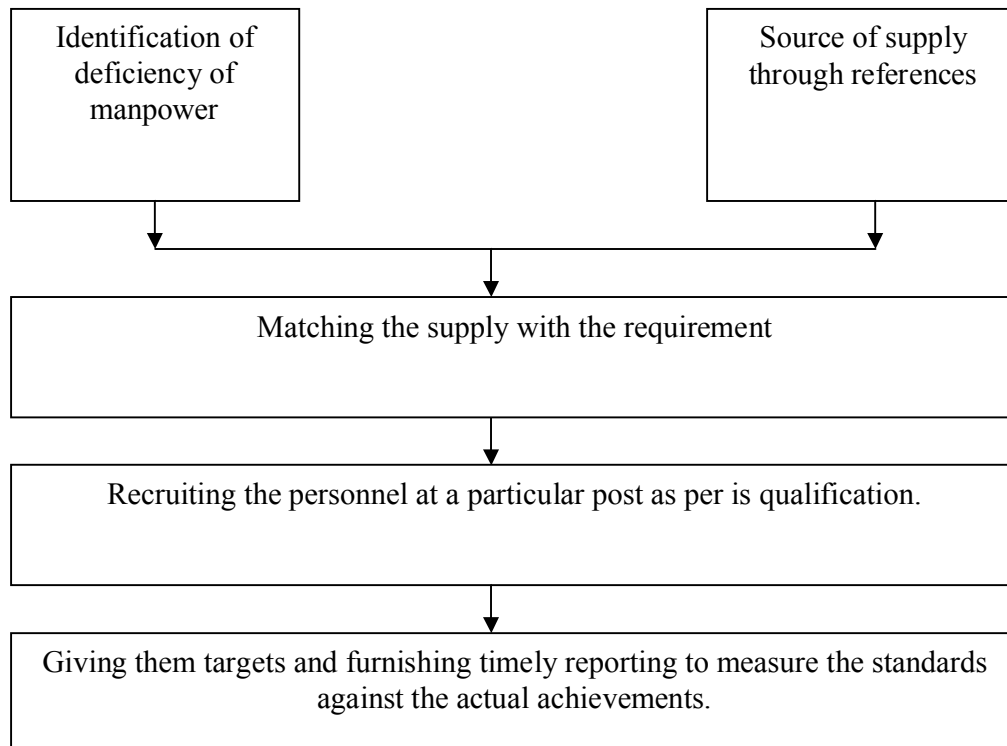 Identification of
deficiency of
manpower
Source of supply
through references
Matching the supply with the requirement
Recruiting the personnel at a particular post as per is qualification.
Giving them targets and furnishing timely reporting to measure the standards
against the actual achievements.